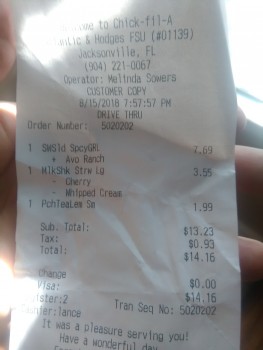 to Chick-fil-A
& Hodges FSU (#01139)
Jacksonville, FL
(904) 221-0067
Operator: Melinda Sowers
CUSTOMER COPY
8/15/2018 7:57:57 PM
DRIVE THRU
Order Number: 5020202
1 SWSld SpcyGRL 7.69
+ Avo Ranch
1 MlkShk Strw Lg 3.55
- Cherry
- Whipped Cream
1 PchTeaLem Sm 1.99
Sub. Total: $13.23
Tax: $0.93
Total: $14.16
Change $0.00
Visa: $14.16
ister:2 Tran Seq No: 5020202
It was a pleasure serving you!
Have a wonderful day